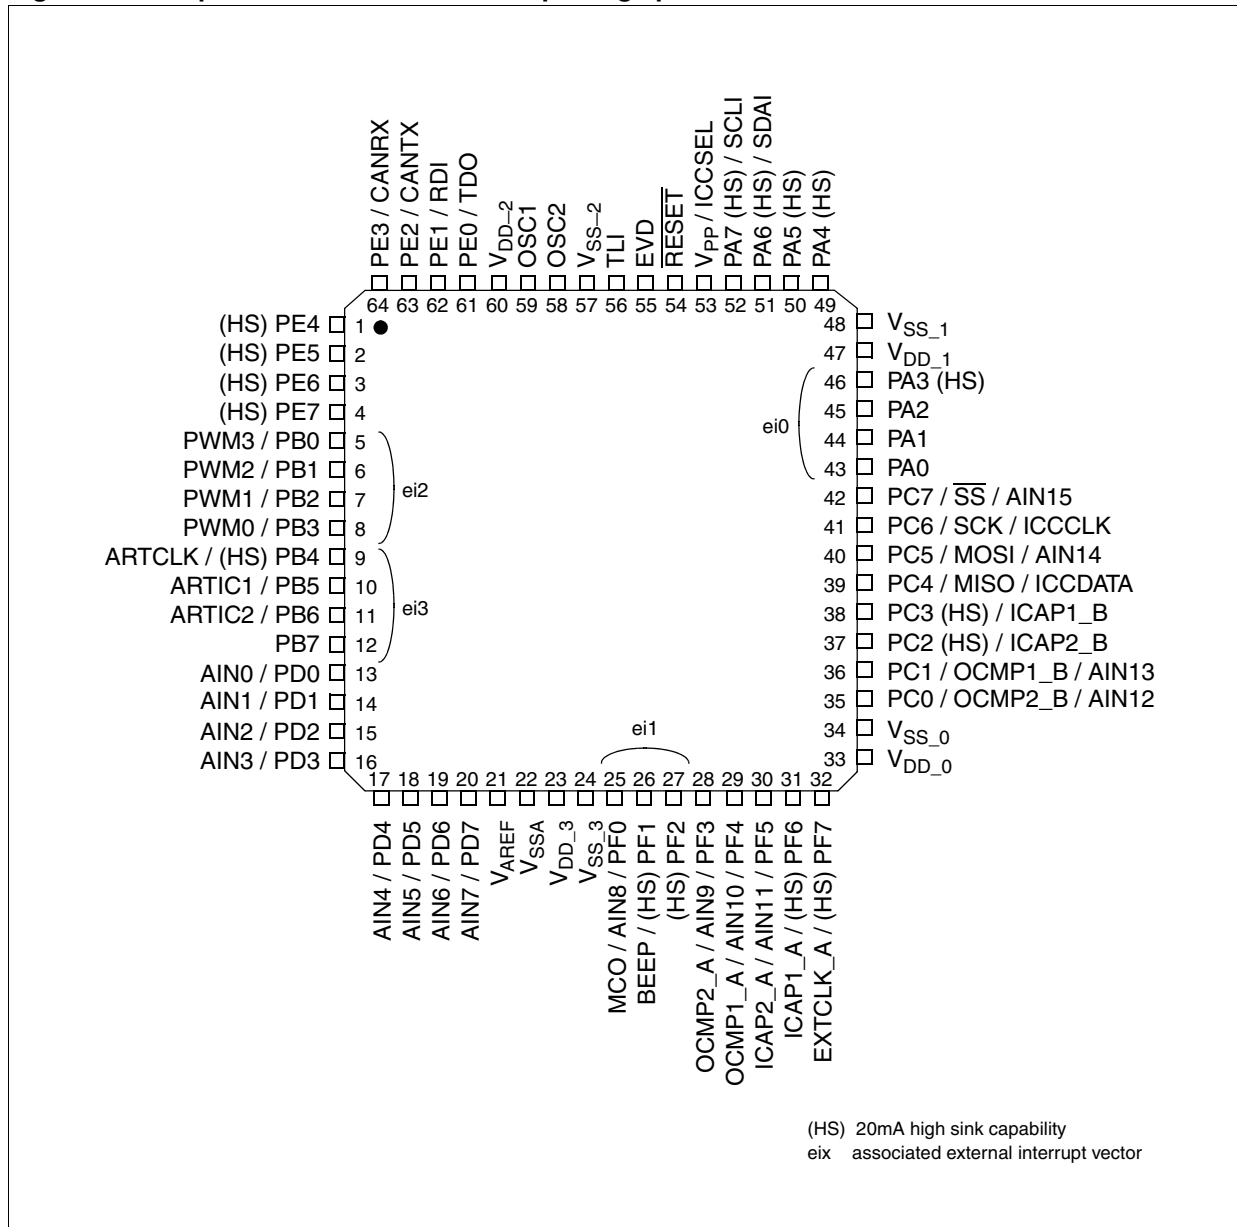 PE3 / CANRX
PE2 / CANTX
PE1 / RDI
PE0 / TDO
VDD_2
OSC1
OSC2
VSS_2
TLI
EVD
RESET
VPP / ICCSEL
PA7 (HS) / SCLI
PA6 (HS) / SDAI
PA5 (HS)
PA4 (HS)
64 63 62 61 60 59 58 57 56 55 54 53 52 51 50 49
(HS) PE4 1
(HS) PE5 2
(HS) PE6 3
(HS) PE7 4
PWM3 / PB0 5
PWM2 / PB1 6
PWM1 / PB2 7
PWM0 / PB3 8
ei2
ARTCLK / (HS) PB4 9
ARTIC1 / PB5 10
ARTIC2 / PB6 11
PB7 12
ei3
AIN0 / PD0 13
AIN1 / PD1 14
AIN2 / PD2 15
AIN3 / PD3 16
48 VSS_1
47 VDD_1
46 PA3 (HS)
45 PA2
ei0
44 PA1
43 PA0
42 PC7 / SS / AIN15
41 PC6 / SCK / ICCCLK
40 PC5 / MOSI / AIN14
39 PC4 / MISO / ICCDATA
38 PC3 (HS) / ICAP1_B
37 PC2 (HS) / ICAP2_B
36 PC1 / OCMP1_B / AIN13
35 PC0 / OCMP2_B / AIN12
34 VSS_0
33 VDD_0
ei1
17 18 19 20 21 22 23 24 25 26 27 28 29 30 31 32
AIN4 / PD4
AIN5 / PD5
AIN6 / PD6
AIN7 / PD7
VAREF
VSSA
VDD_3
VSS_3
MCO / AIN8 / PF0
BEEP / (HS) PF1
(HS) PF2
OCMP2_A / AIN9 / PF3
OCMP1_A / AIN10 / PF4
ICAP2_A / AIN11 / PF5
ICAP1_A / (HS) PF6
EXTCLK_A / (HS) PF7
(HS) 20mA high sink capability
eix associated external interrupt vector